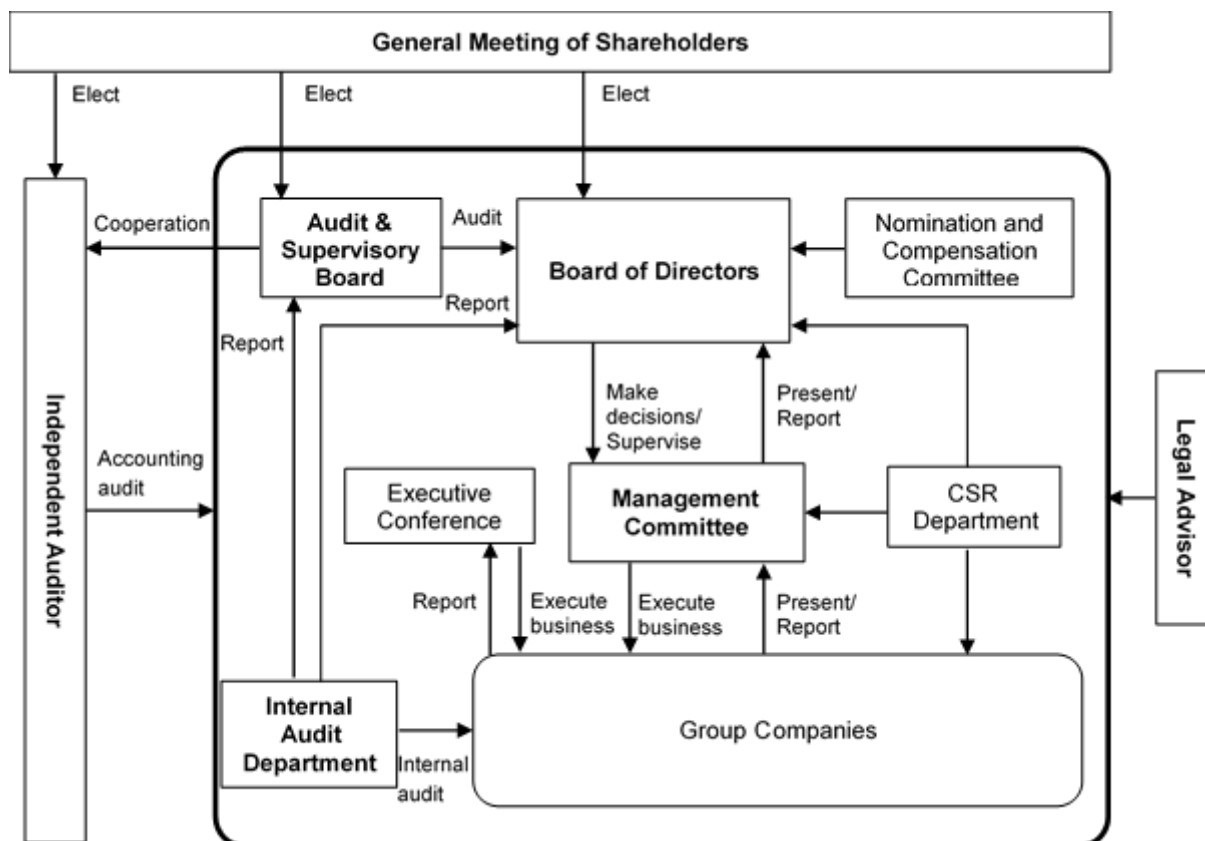 General Meeting of Shareholders
Elect
Elect
Elect
Cooperation
Audit &
Supervisory
Board
Audit
Board of Directors
Nomination and
Compensation
Committee
Report
Report
Independent Auditor
Accounting
audit
Make
decisions/
Supervise
Present/
Report
Legal Advisor
Executive
Conference
Management
Committee
CSR
Department
Report
Execute
business
Execute
business
Present/
Report
Internal
Audit
Department
Internal
audit
Group Companies